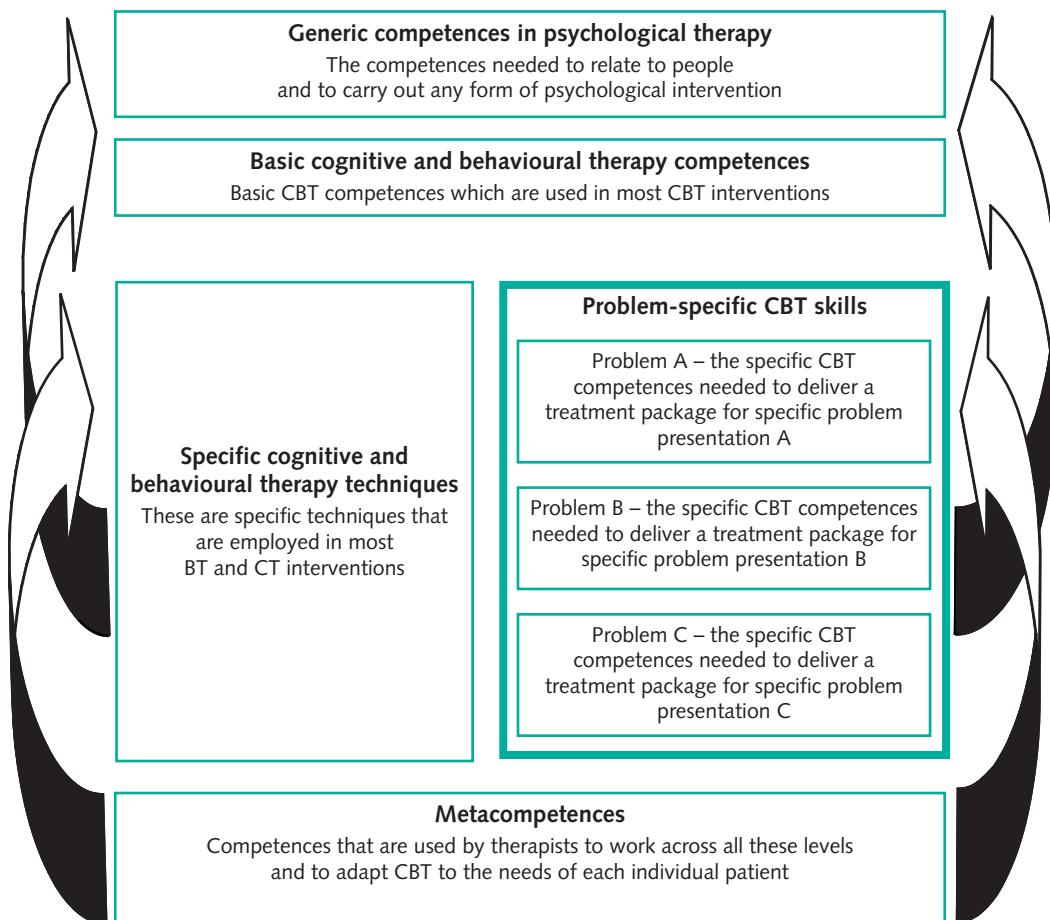 Generic competences in psychological therapy
The competences needed to relate to people
and to carry out any form of psychological intervention
Basic cognitive and behavioural therapy competences
Basic CBT competences which are used in most CBT interventions
Specific cognitive and
behavioural therapy techniques
These are specific techniques that
are employed in most
BT and CT interventions
Problem-specific CBT skills
Problem A – the specific CBT
competences needed to deliver a
treatment package for specific problem
presentation A
Problem B – the specific CBT competences
needed to deliver a treatment package for
specific problem presentation B
Problem C – the specific CBT
competences needed to deliver a
treatment package for specific problem
presentation C
Metacompetences
Competences that are used by therapists to work across all these levels
and to adapt CBT to the needs of each individual patient